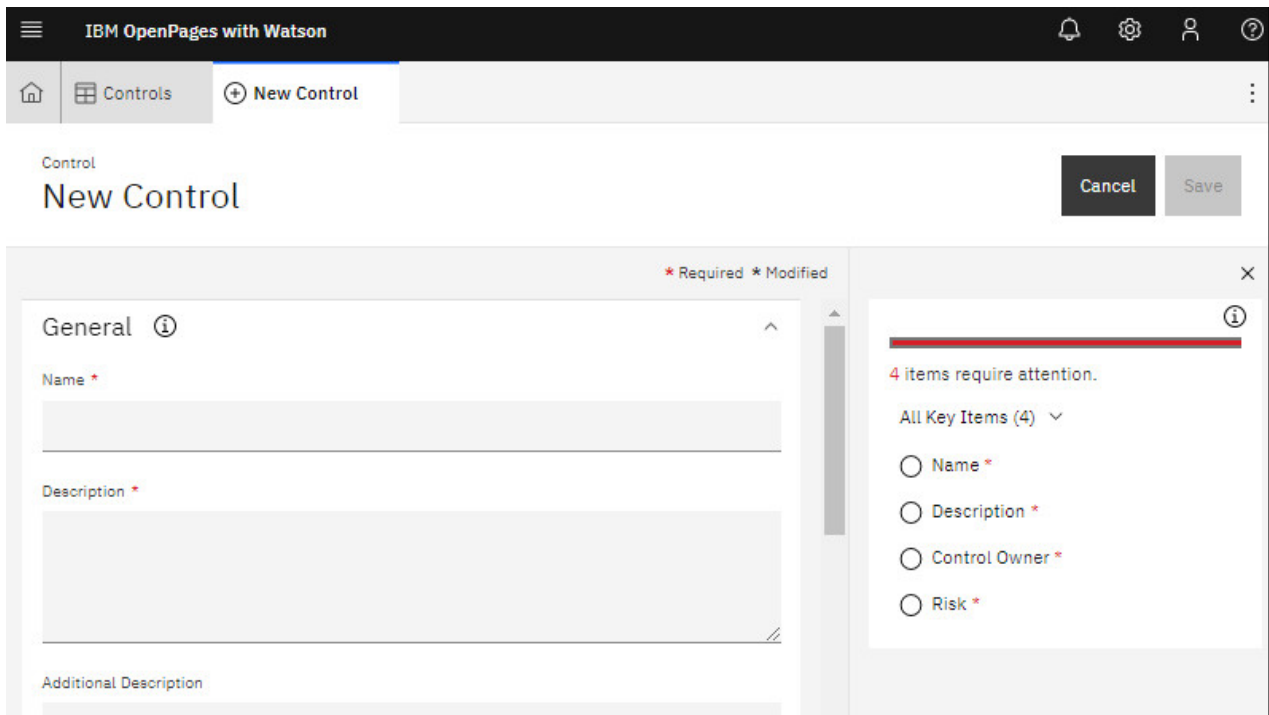 IBM OpenPages with Watson
Controls
New Control
Control
New Control
Cancel
Save
* Required * Modified
General
Name *
Description *
Additional Description
4 items require attention.
All Key Items (4)
Name *
Description *
Control Owner *
Risk *